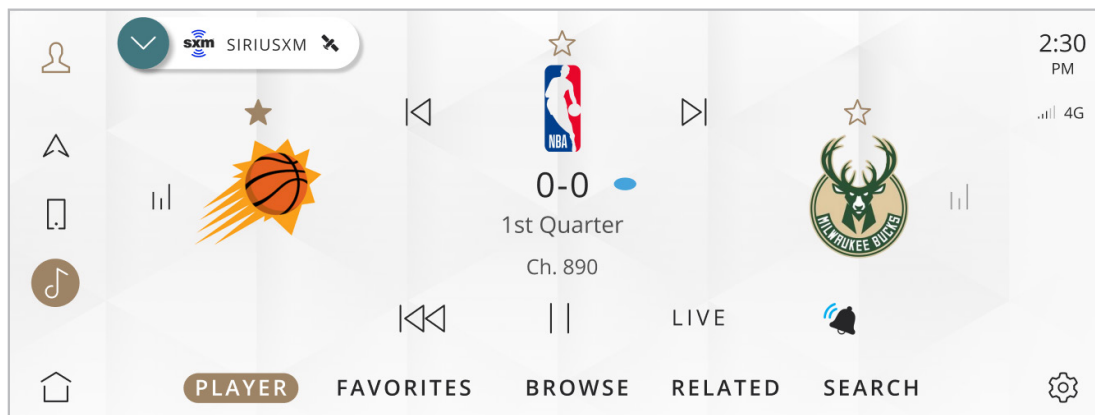 sxm SIRIUSXM
2:30
PM
4G
NBA
0-0
1st Quarter
Ch. 890
MILWAUKEE BUCKS
LIVE
PLAYER FAVORITES BROWSE RELATED SEARCH